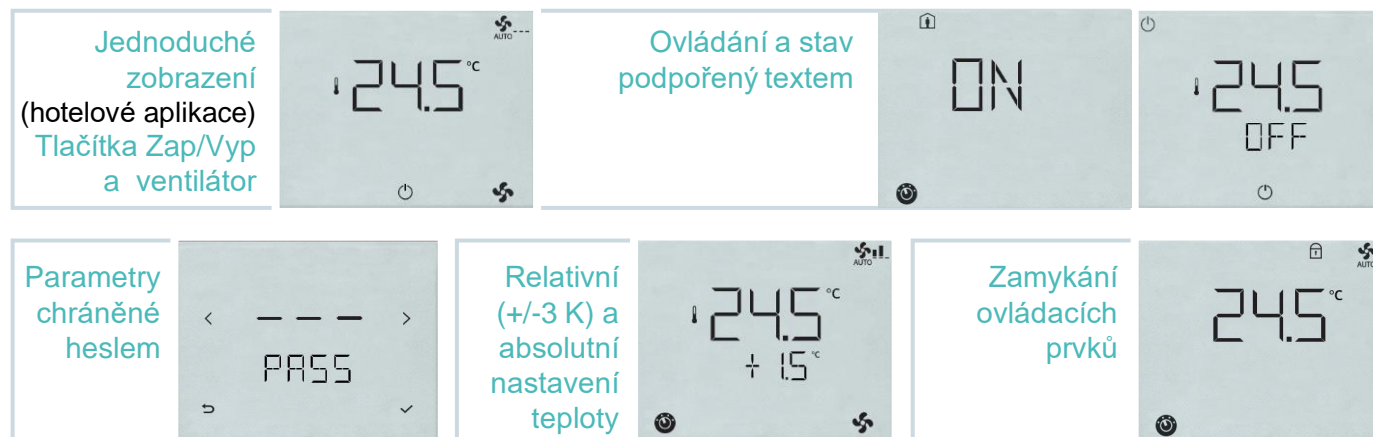 Jednoduché
zobrazení
(hotelové aplikace)
Tlačítka Zap/Vyp
a ventilátor
AUTO
24.5 °C
Ovládání a stav
podpořený textem
ON
24.5
OFF
Parametry
chráněné
heslem
< --- >
PASS
Relativní
(+/-3 K) a
absolutní
nastavení
teploty
AUTO
24.5 °C
+ 1.5 °C
Zamykání
ovládacích
prvků
AUTO
24.5 °C